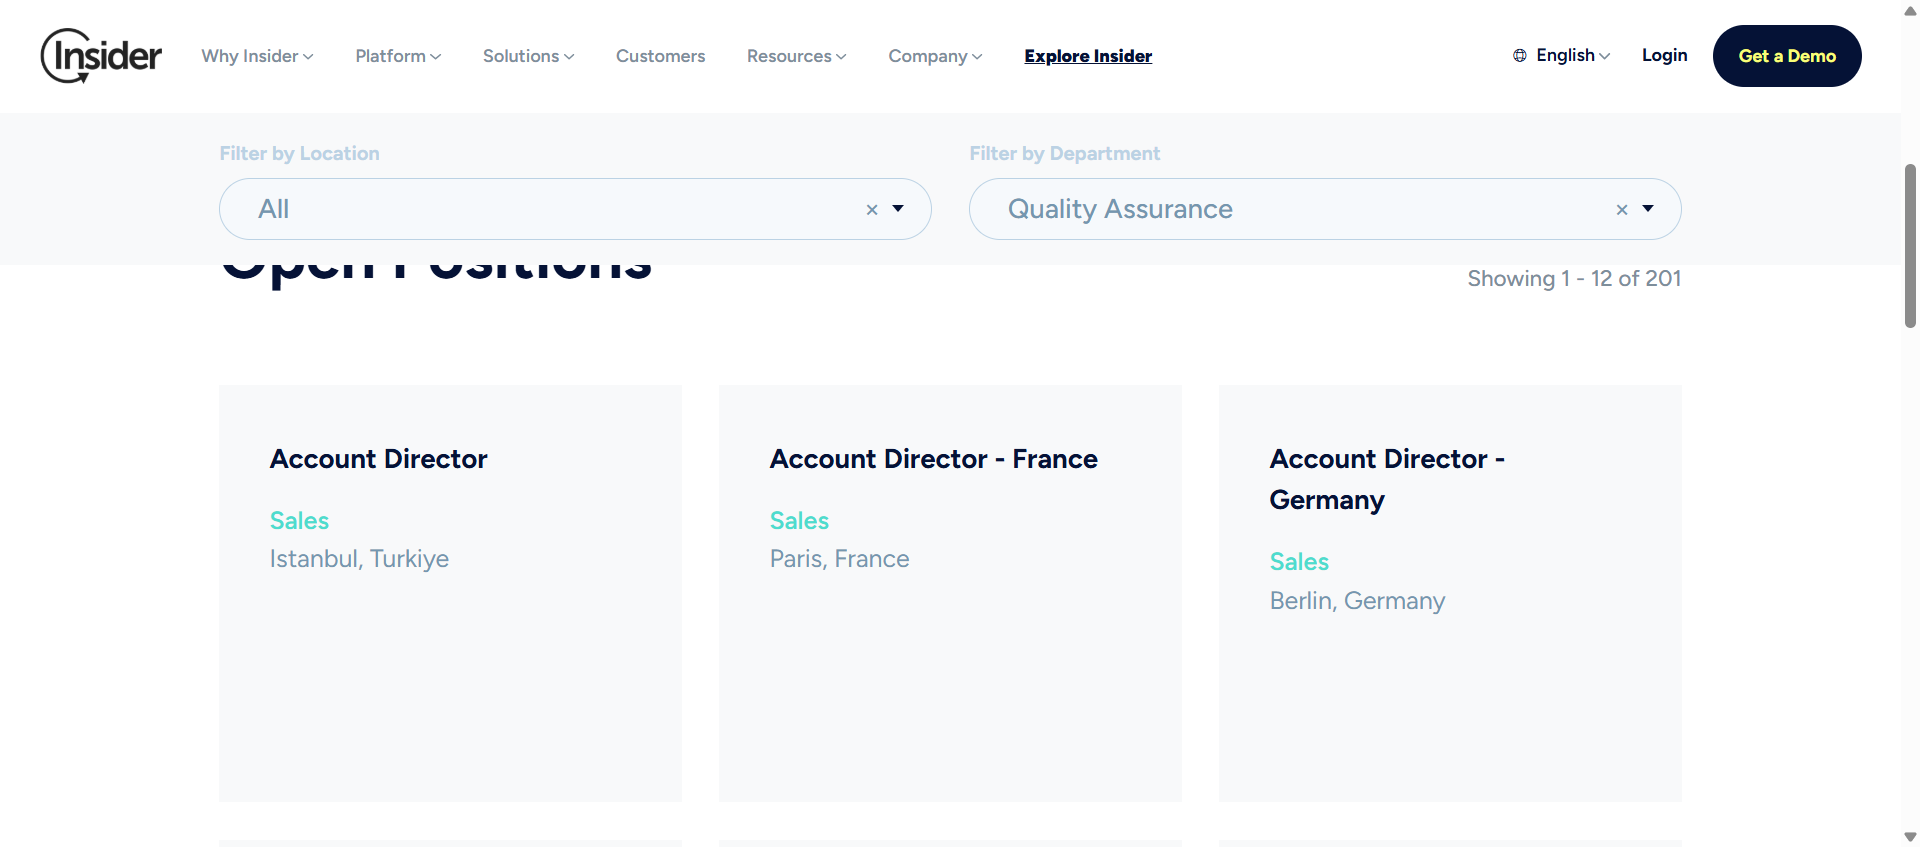 Insider
Why Insider
Platform
Solutions
Customers
Resources
Company
Explore Insider
English
Login
Get a Demo
Filter by Location
All
Filter by Department
Quality Assurance
Open Positions
Showing 1 - 12 of 201
Account Director
Sales
Istanbul, Turkiye
Account Director - France
Sales
Paris, France
Account Director -
Germany
Sales
Berlin, Germany